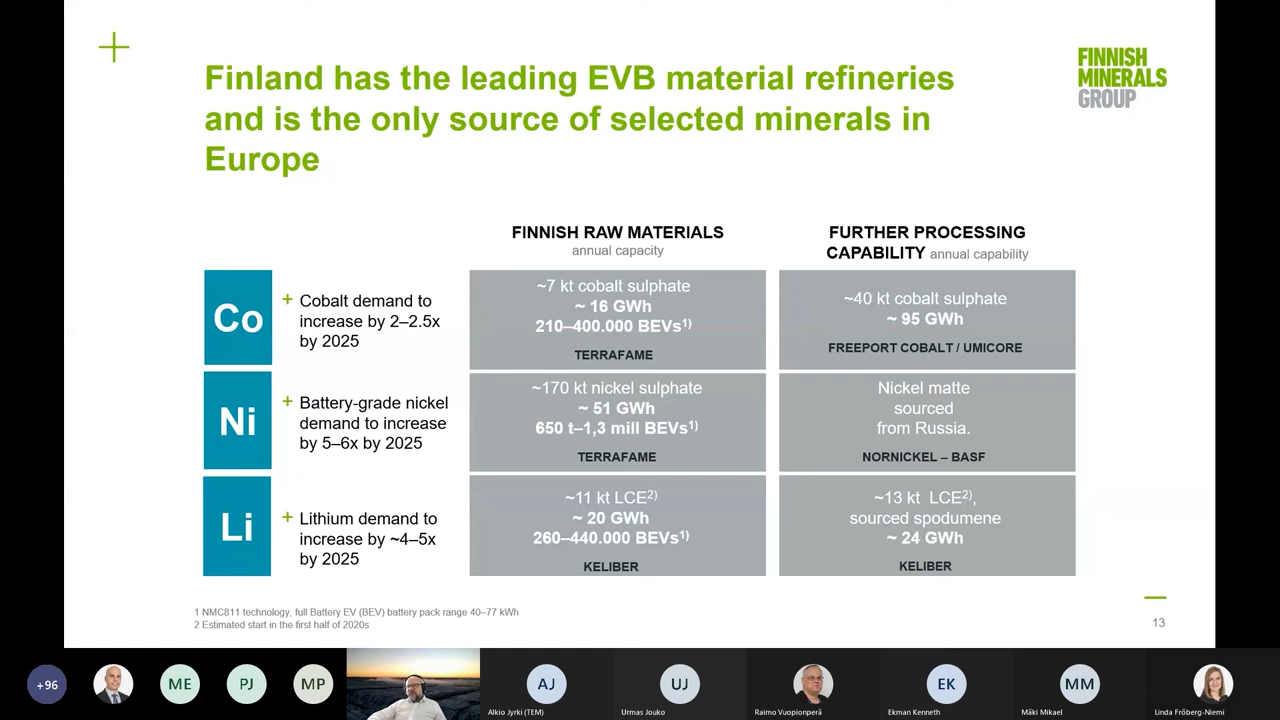 Finland has the leading EVB material refineries
and is the only source of selected minerals in
Europe
FINNISH
MINERALS
GROUP
FINNISH RAW MATERIALS
annual capacity
FURTHER PROCESSING
CAPABILITY annual capability
Co
+ Cobalt demand to
increase by 2–2.5x
by 2025
~7 kt cobalt sulphate
~ 16 GWh
210–400.000 BEVs1)
TERRAFAME
~40 kt cobalt sulphate
~ 95 GWh
FREEPORT COBALT / UMICORE
Ni
+ Battery-grade nickel
demand to increase
by 5–6x by 2025
~170 kt nickel sulphate
~ 51 GWh
650 t–1,3 mill BEVs1)
TERRAFAME
Nickel matte
sourced
from Russia.
NORNICKEL – BASF
Li
+ Lithium demand to
increase by ~4–5x
by 2025
~11 kt LCE2)
~ 20 GWh
260–440.000 BEVs1)
KELIBER
~13 kt LCE2),
sourced spodumene
~ 24 GWh
KELIBER
1 NMC811 technology, full Battery EV (BEV) battery pack range 40–77 kWh
2 Estimated start in the first half of 2020s
13
+96
ME
PJ
MP
AJ
Alkio Jyrki (TEM)
UJ
Urmas Jouko
Raimo Vuopionperä
EK
Ekman Kenneth
MM
Mäki Mikael
Linda Fröberg-Niemi